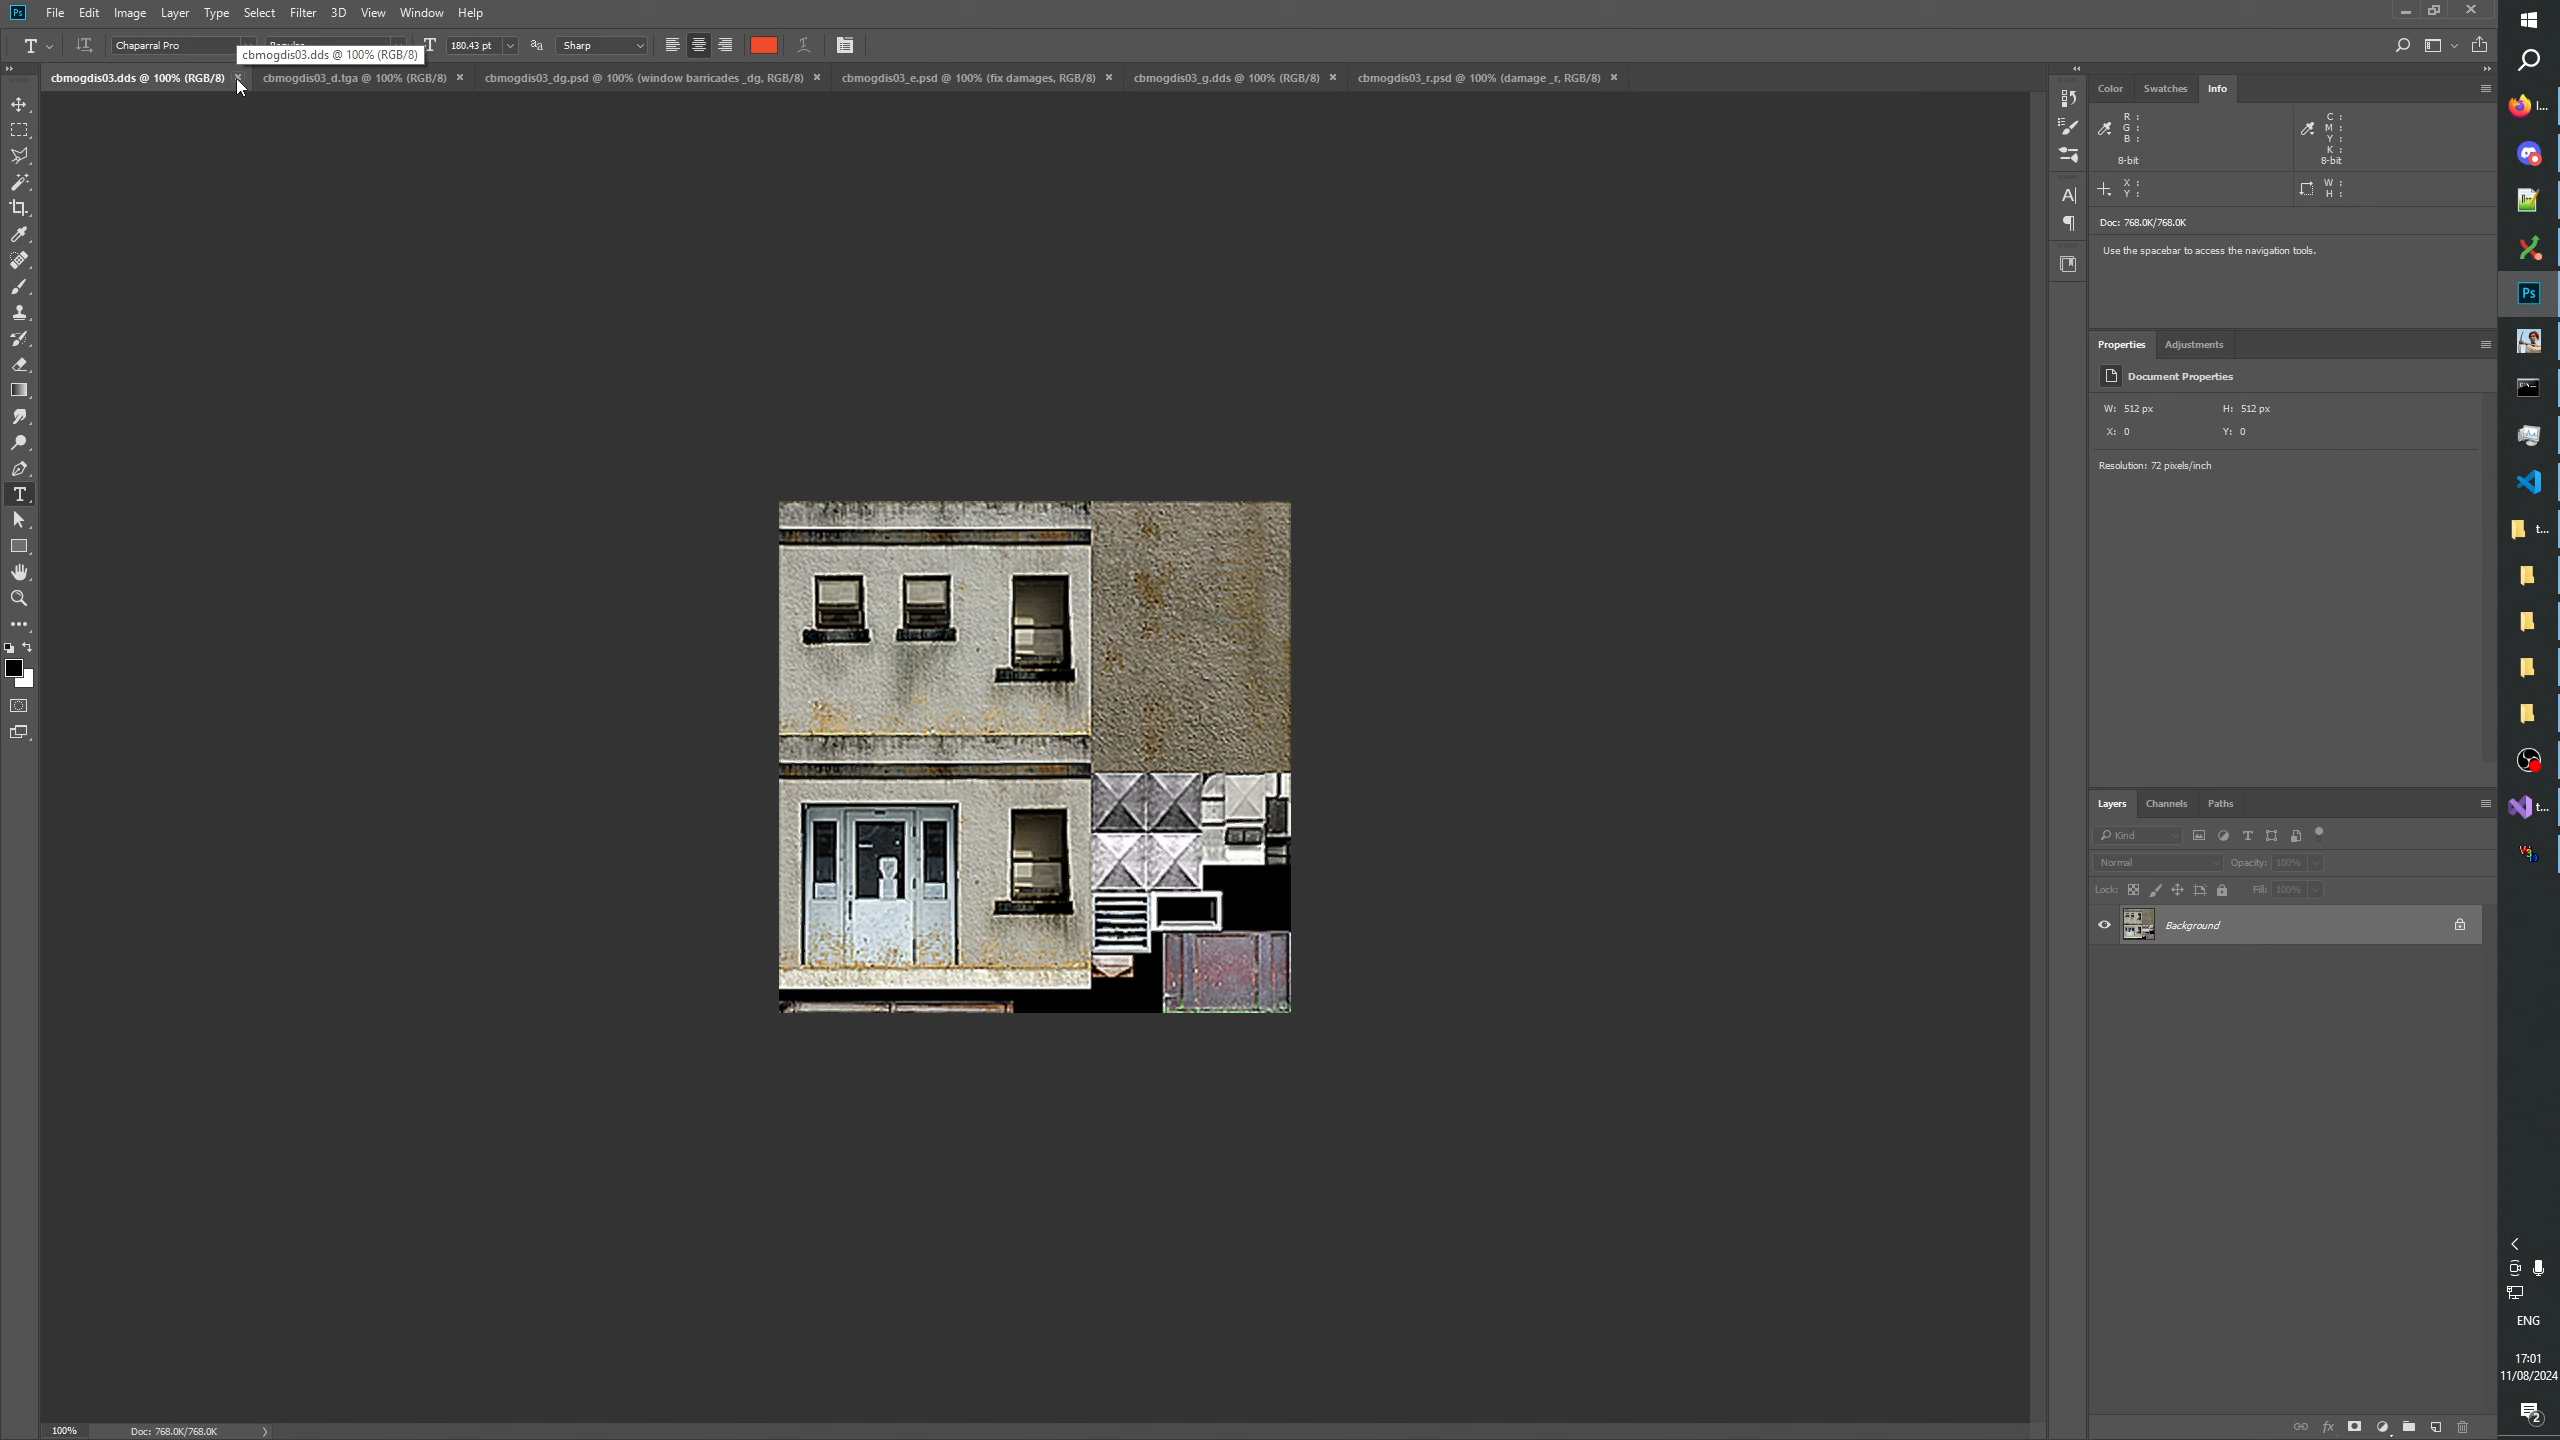 Ps File Edit Image Layer Type Select Filter 3D View Window Help
T Chaparral Pro 180.43 pt Sharp
cbmogdis03.dds @ 100% (RGB/8)
cbmogdis03.dds @ 100% (RGB/8) cbmogdis03_d.tga @ 100% (RGB/8) cbmogdis03_dg.psd @ 100% (window barricades _dg, RGB/8) cbmogdis03_e.psd @ 100% (fix damages, RGB/8) cbmogdis03_g.dds @ 100% (RGB/8) cbmogdis03_r.psd @ 100% (damage _r, RGB/8)
Color Swatches Info
R : C :
G : M :
B : Y :
K :
8-bit 8-bit
X : W :
Y : H :
Doc: 768.0K/768.0K
Use the spacebar to access the navigation tools.
Properties Adjustments
Document Properties
W: 512 px H: 512 px
X: 0 Y: 0
Resolution: 72 pixels/inch
Layers Channels Paths
Kind
Normal Opacity: 100%
Lock: Fill: 100%
Background
100% Doc: 768.0K/768.0K
I...
Ps
t...
t...
ENG
17:01
11/08/2024
2